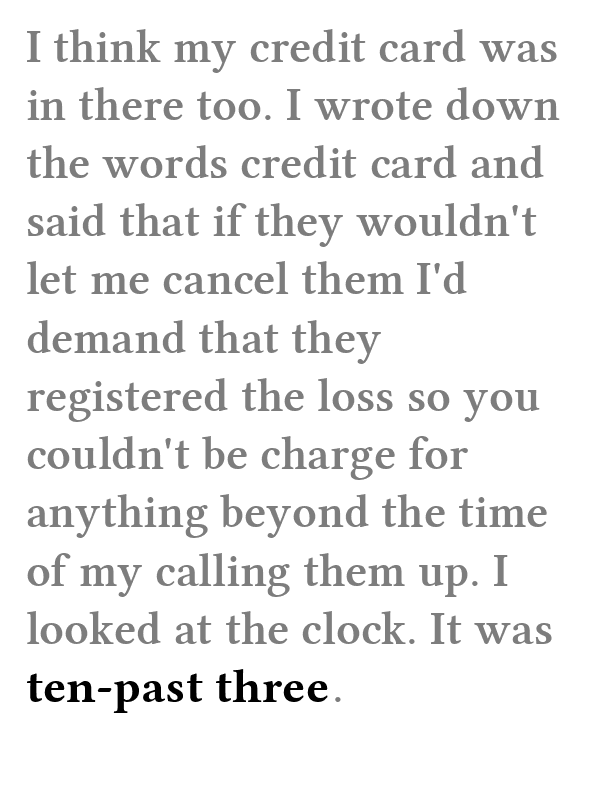 I think my credit card was
in there too. I wrote down
the words credit card and
said that if they wouldn't
let me cancel them I'd
demand that they
registered the loss so you
couldn't be charge for
anything beyond the time
of my calling them up. I
looked at the clock. It was
ten-past three.